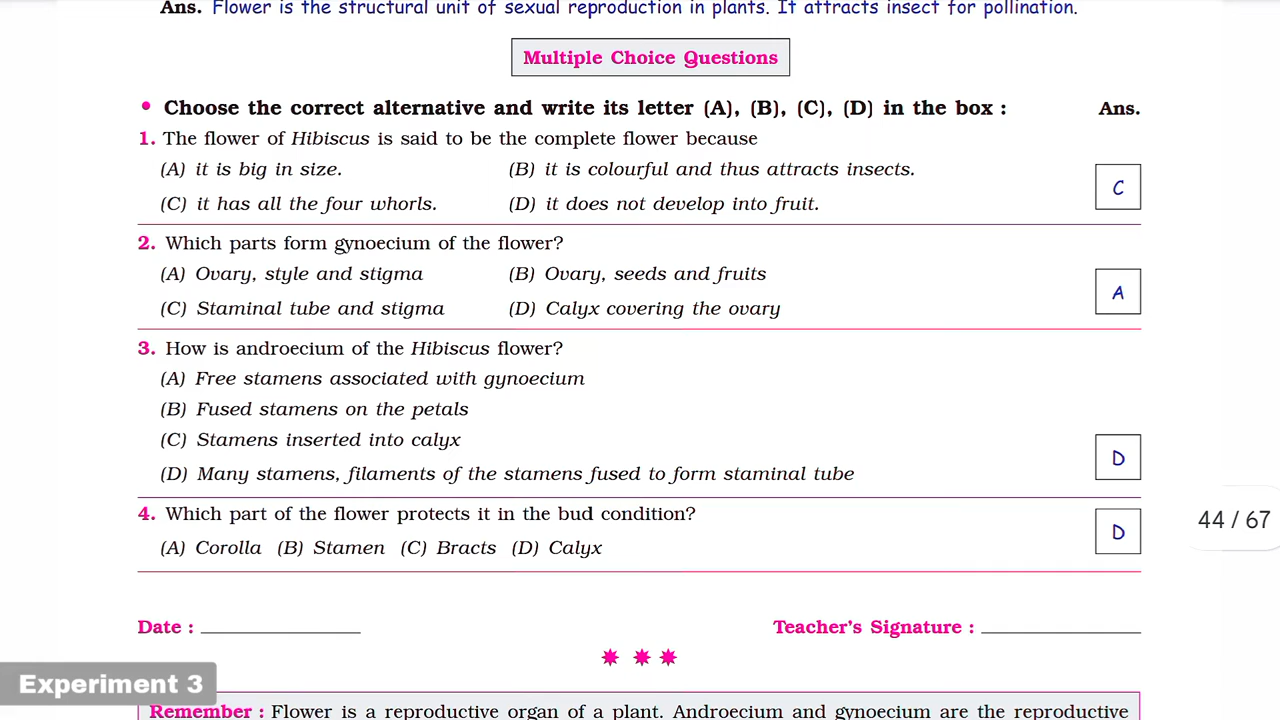 Ans. Flower is the structural unit of sexual reproduction in plants. It attracts insect for pollination.
Multiple Choice Questions
• Choose the correct alternative and write its letter (A), (B), (C), (D) in the box : Ans.
1. The flower of Hibiscus is said to be the complete flower because
(A) it is big in size. (B) it is colourful and thus attracts insects.
C
(C) it has all the four whorls. (D) it does not develop into fruit.
2. Which parts form gynoecium of the flower?
(A) Ovary, style and stigma (B) Ovary, seeds and fruits
A
(C) Staminal tube and stigma (D) Calyx covering the ovary
3. How is androecium of the Hibiscus flower?
(A) Free stamens associated with gynoecium
(B) Fused stamens on the petals
(C) Stamens inserted into calyx
D
(D) Many stamens, filaments of the stamens fused to form staminal tube
4. Which part of the flower protects it in the bud condition?
D
(A) Corolla (B) Stamen (C) Bracts (D) Calyx
44 / 67
Date : Teacher's Signature :
Experiment 3
Remember : Flower is a reproductive organ of a plant. Androecium and gynoecium are the reproductive